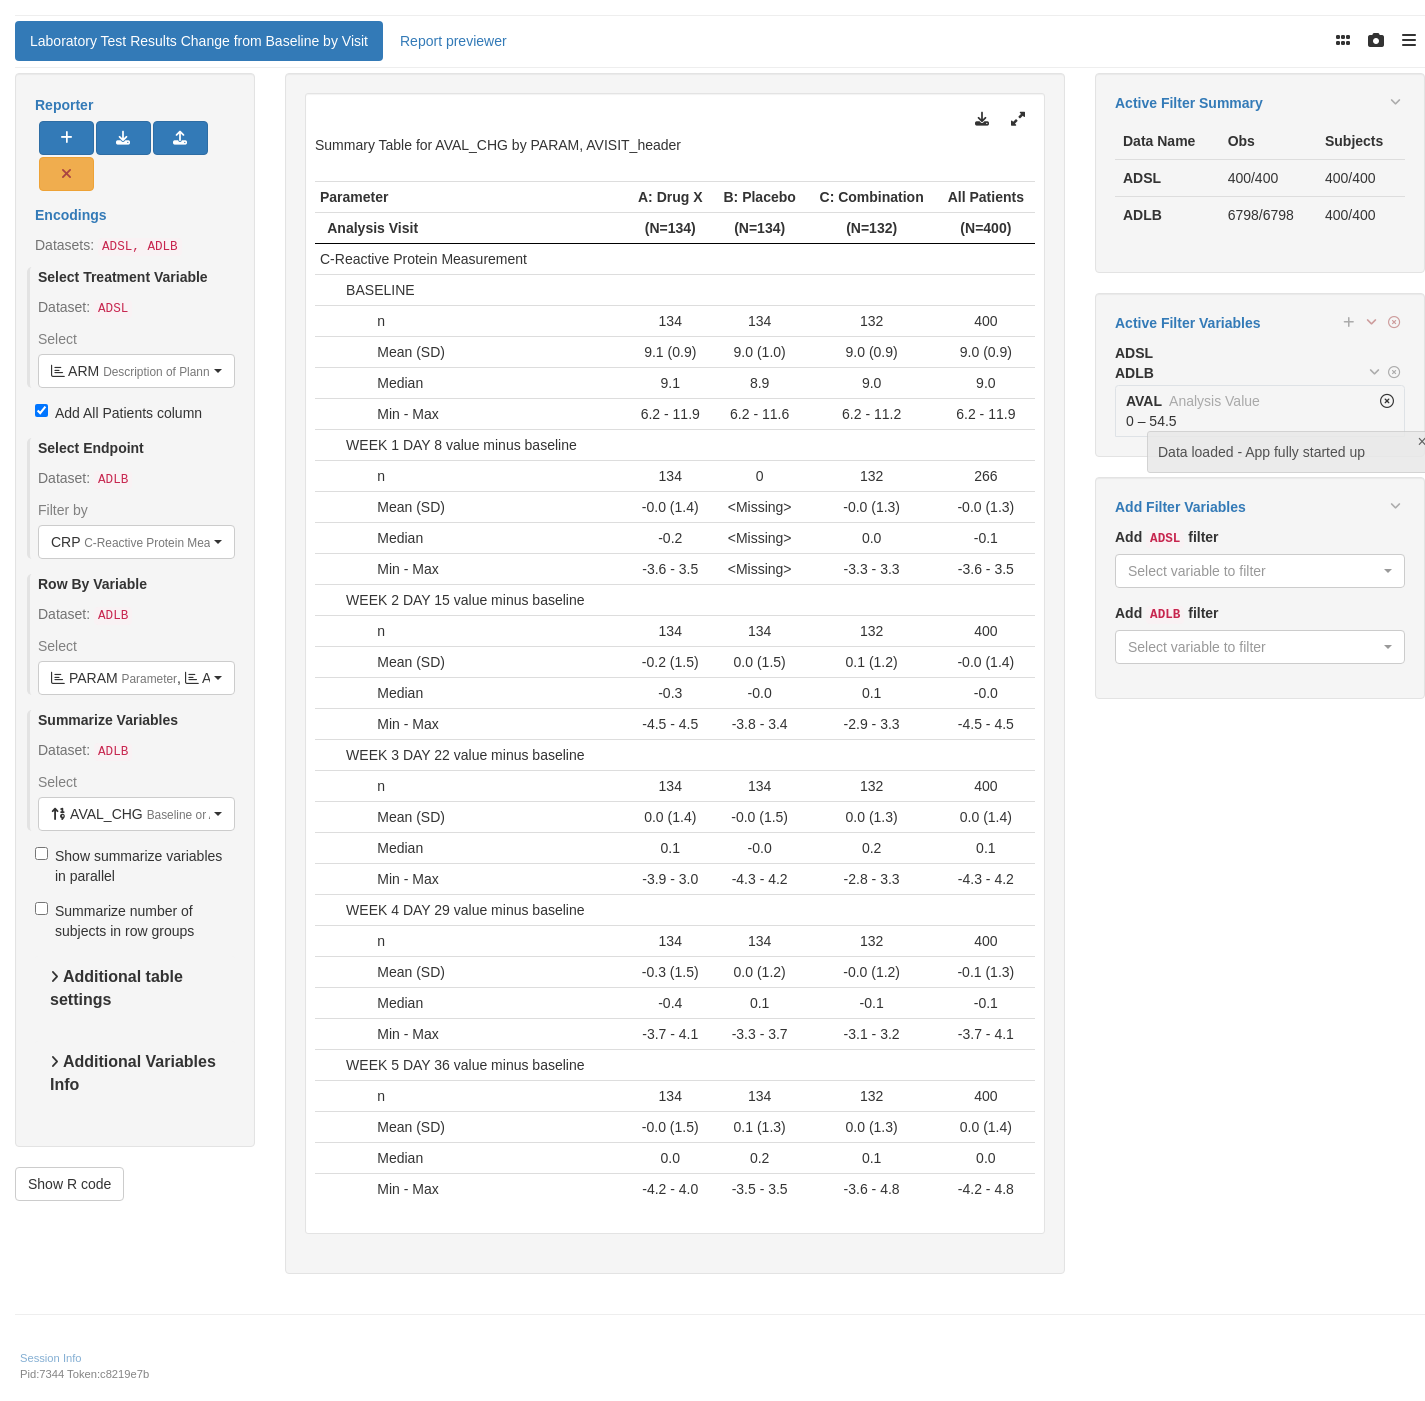 Laboratory Test Results Change from Baseline by Visit Report previewer
Reporter
Encodings
Datasets: ADSL, ADLB
Select Treatment Variable
Dataset: ADSL
Select
ARM Description of Plann
Add All Patients column
Select Endpoint
Dataset: ADLB
Filter by
CRP C-Reactive Protein Mea
Row By Variable
Dataset: ADLB
Select
PARAM Parameter, A
Summarize Variables
Dataset: ADLB
Select
AVAL_CHG Baseline or
Show summarize variables
in parallel
Summarize number of
subjects in row groups
Additional table
settings
Additional Variables
Info
Show R code
Summary Table for AVAL_CHG by PARAM, AVISIT_header
Parameter A: Drug X B: Placebo C: Combination All Patients
Analysis Visit (N=134) (N=134) (N=132) (N=400)
C-Reactive Protein Measurement
BASELINE
n 134 134 132 400
Mean (SD) 9.1 (0.9) 9.0 (1.0) 9.0 (0.9) 9.0 (0.9)
Median 9.1 8.9 9.0 9.0
Min - Max 6.2 - 11.9 6.2 - 11.6 6.2 - 11.2 6.2 - 11.9
WEEK 1 DAY 8 value minus baseline
n 134 0 132 266
Mean (SD) -0.0 (1.4) <Missing> -0.0 (1.3) -0.0 (1.3)
Median -0.2 <Missing> 0.0 -0.1
Min - Max -3.6 - 3.5 <Missing> -3.3 - 3.3 -3.6 - 3.5
WEEK 2 DAY 15 value minus baseline
n 134 134 132 400
Mean (SD) -0.2 (1.5) 0.0 (1.5) 0.1 (1.2) -0.0 (1.4)
Median -0.3 -0.0 0.1 -0.0
Min - Max -4.5 - 4.5 -3.8 - 3.4 -2.9 - 3.3 -4.5 - 4.5
WEEK 3 DAY 22 value minus baseline
n 134 134 132 400
Mean (SD) 0.0 (1.4) -0.0 (1.5) 0.0 (1.3) 0.0 (1.4)
Median 0.1 -0.0 0.2 0.1
Min - Max -3.9 - 3.0 -4.3 - 4.2 -2.8 - 3.3 -4.3 - 4.2
WEEK 4 DAY 29 value minus baseline
n 134 134 132 400
Mean (SD) -0.3 (1.5) 0.0 (1.2) -0.0 (1.2) -0.1 (1.3)
Median -0.4 0.1 -0.1 -0.1
Min - Max -3.7 - 4.1 -3.3 - 3.7 -3.1 - 3.2 -3.7 - 4.1
WEEK 5 DAY 36 value minus baseline
n 134 134 132 400
Mean (SD) -0.0 (1.5) 0.1 (1.3) 0.0 (1.3) 0.0 (1.4)
Median 0.0 0.2 0.1 0.0
Min - Max -4.2 - 4.0 -3.5 - 3.5 -3.6 - 4.8 -4.2 - 4.8
Active Filter Summary
Data Name Obs Subjects
ADSL 400/400 400/400
ADLB 6798/6798 400/400
Active Filter Variables
ADSL
ADLB
AVAL Analysis Value
0 – 54.5
Data loaded - App fully started up
Add Filter Variables
Add ADSL filter
Select variable to filter
Add ADLB filter
Select variable to filter
Session Info
Pid:7344 Token:c8219e7b